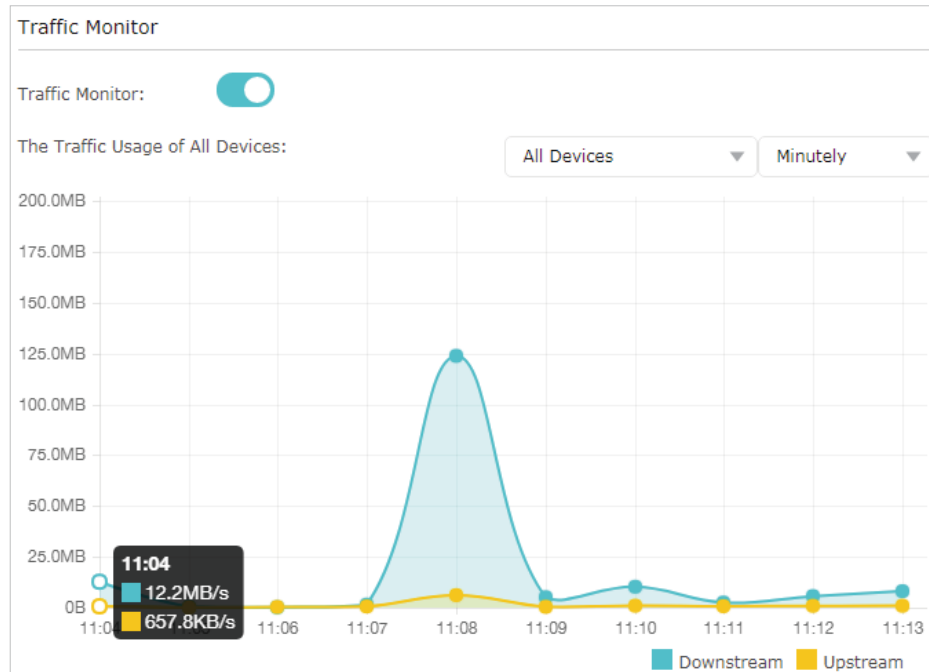 Traffic Monitor
Traffic Monitor:
The Traffic Usage of All Devices:
All Devices
Minutely
200.0MB
175.0MB
150.0MB
125.0MB
100.0MB
75.0MB
50.0MB
25.0MB
0B
11:04
12.2MB/s
657.8KB/s
11:06
11:07
11:08
11:09
11:10
11:11
11:12
11:13
Downstream
Upstream